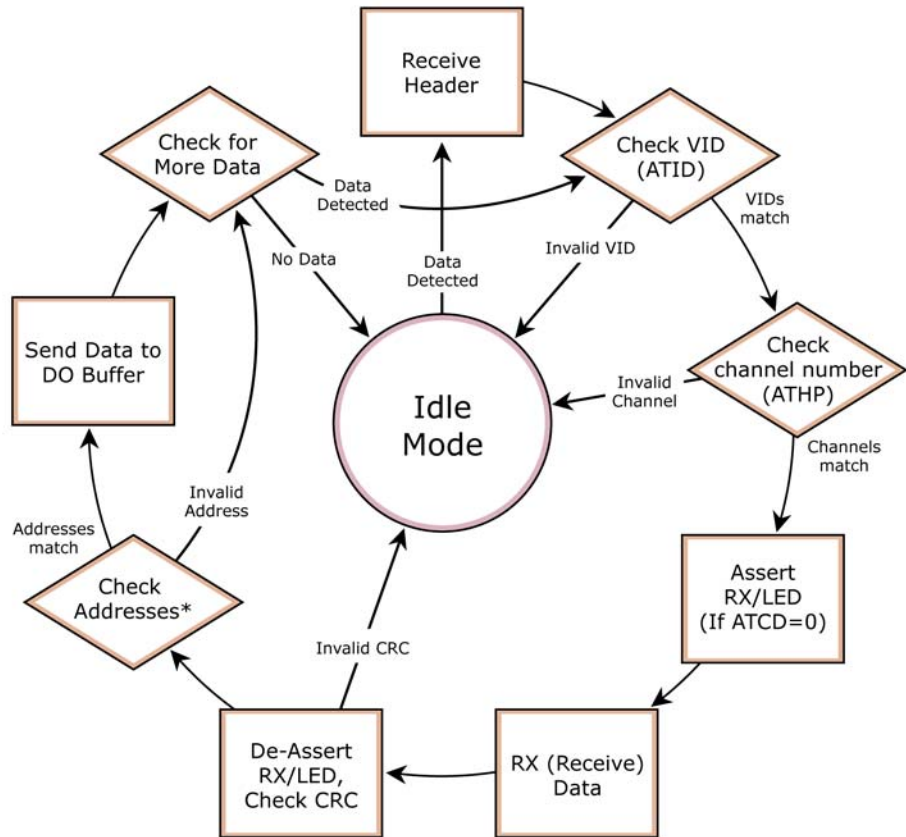 Receive
Header
Check for
More Data
Check VID
(ATID)
Data
Detected
VIDs
match
No Data
Data
Detected
Invalid VID
Send Data to
DO Buffer
Idle
Mode
Invalid
Channel
Check
channel number
(ATHP)
Channels
match
Invalid
Address
Addresses
match
Check
Addresses*
Assert
RX/LED
(If ATCD=0)
Invalid CRC
De-Assert
RX/LED,
Check CRC
RX (Receive)
Data